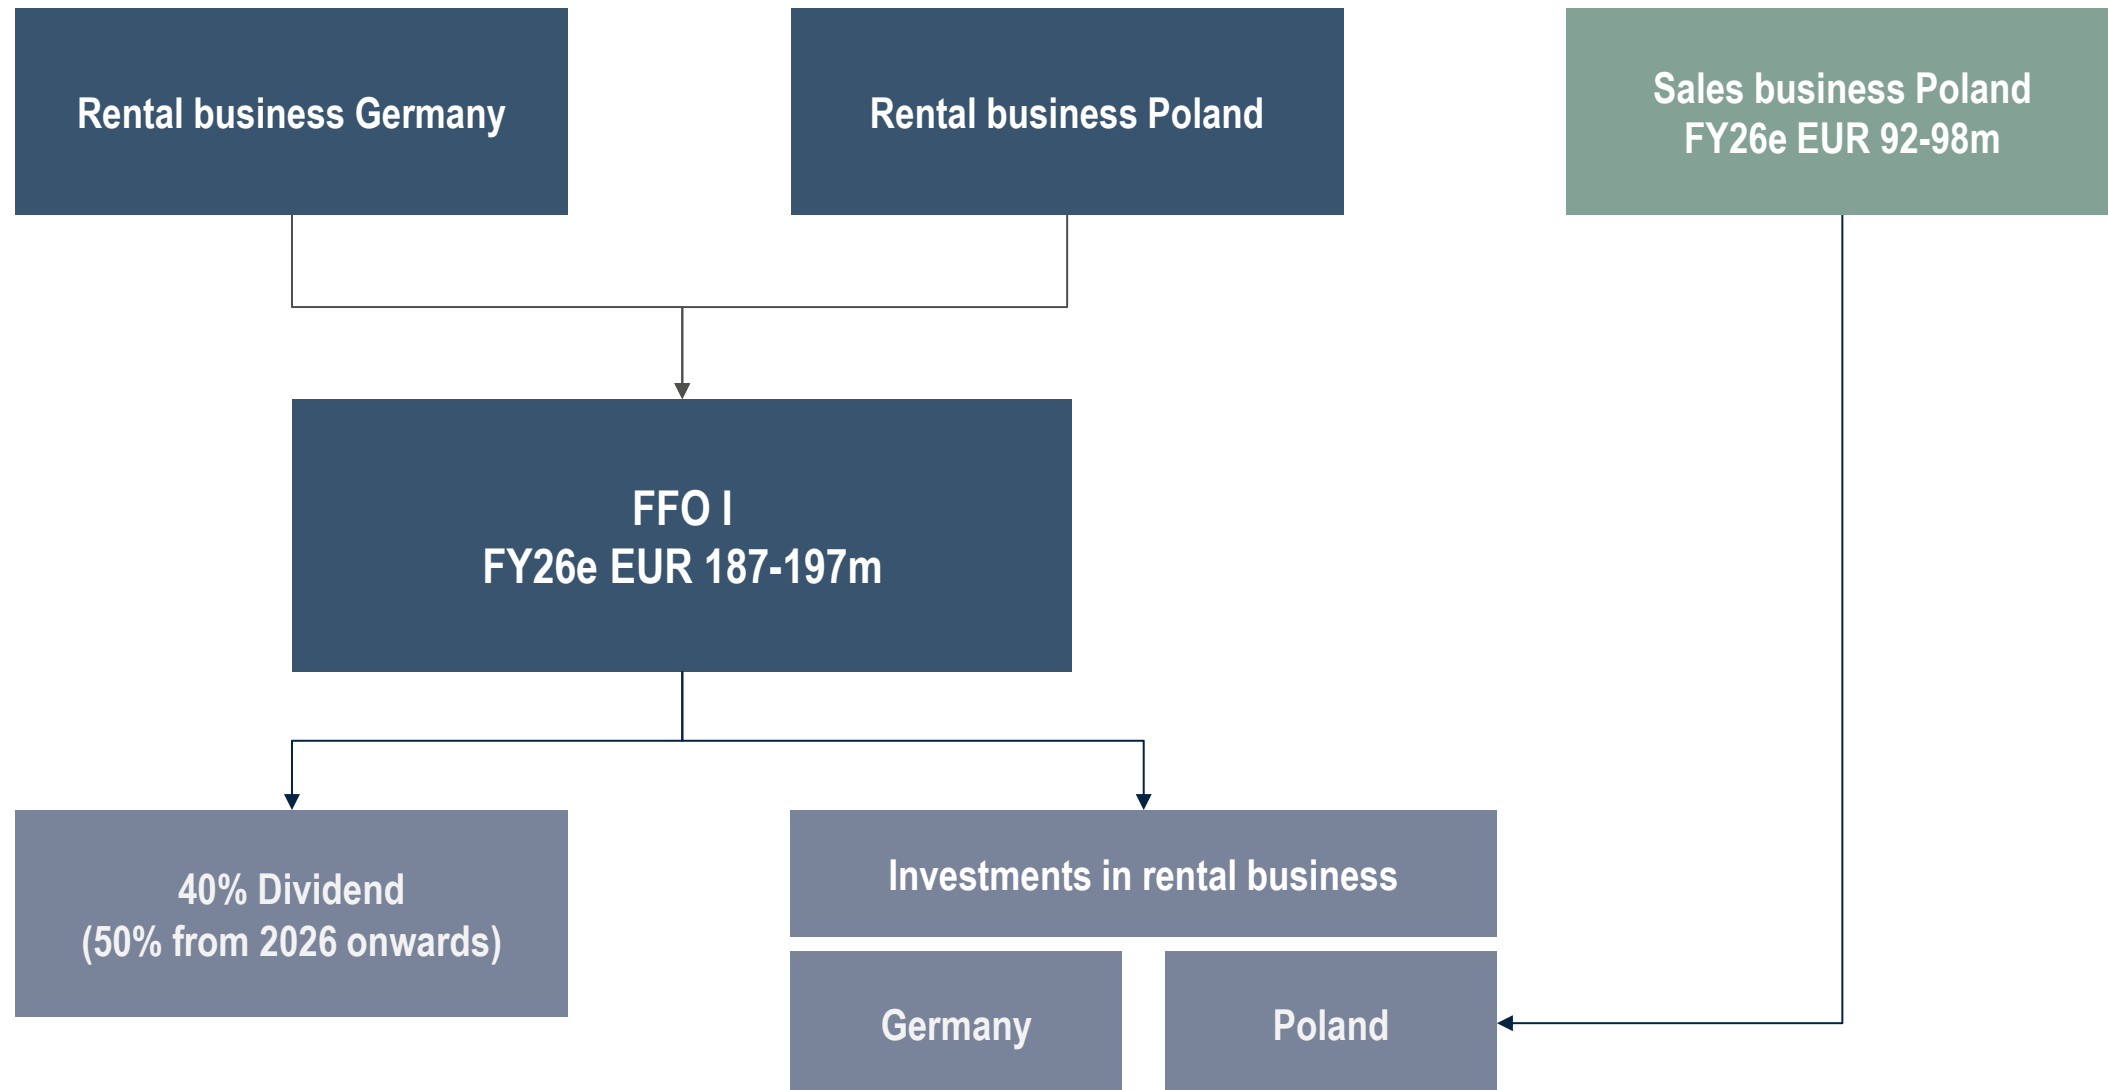 Rental business Germany
Rental business Poland
Sales business Poland
FY26e EUR 92-98m
FFO I
FY26e EUR 187-197m
40% Dividend
(50% from 2026 onwards)
Investments in rental business
Germany
Poland